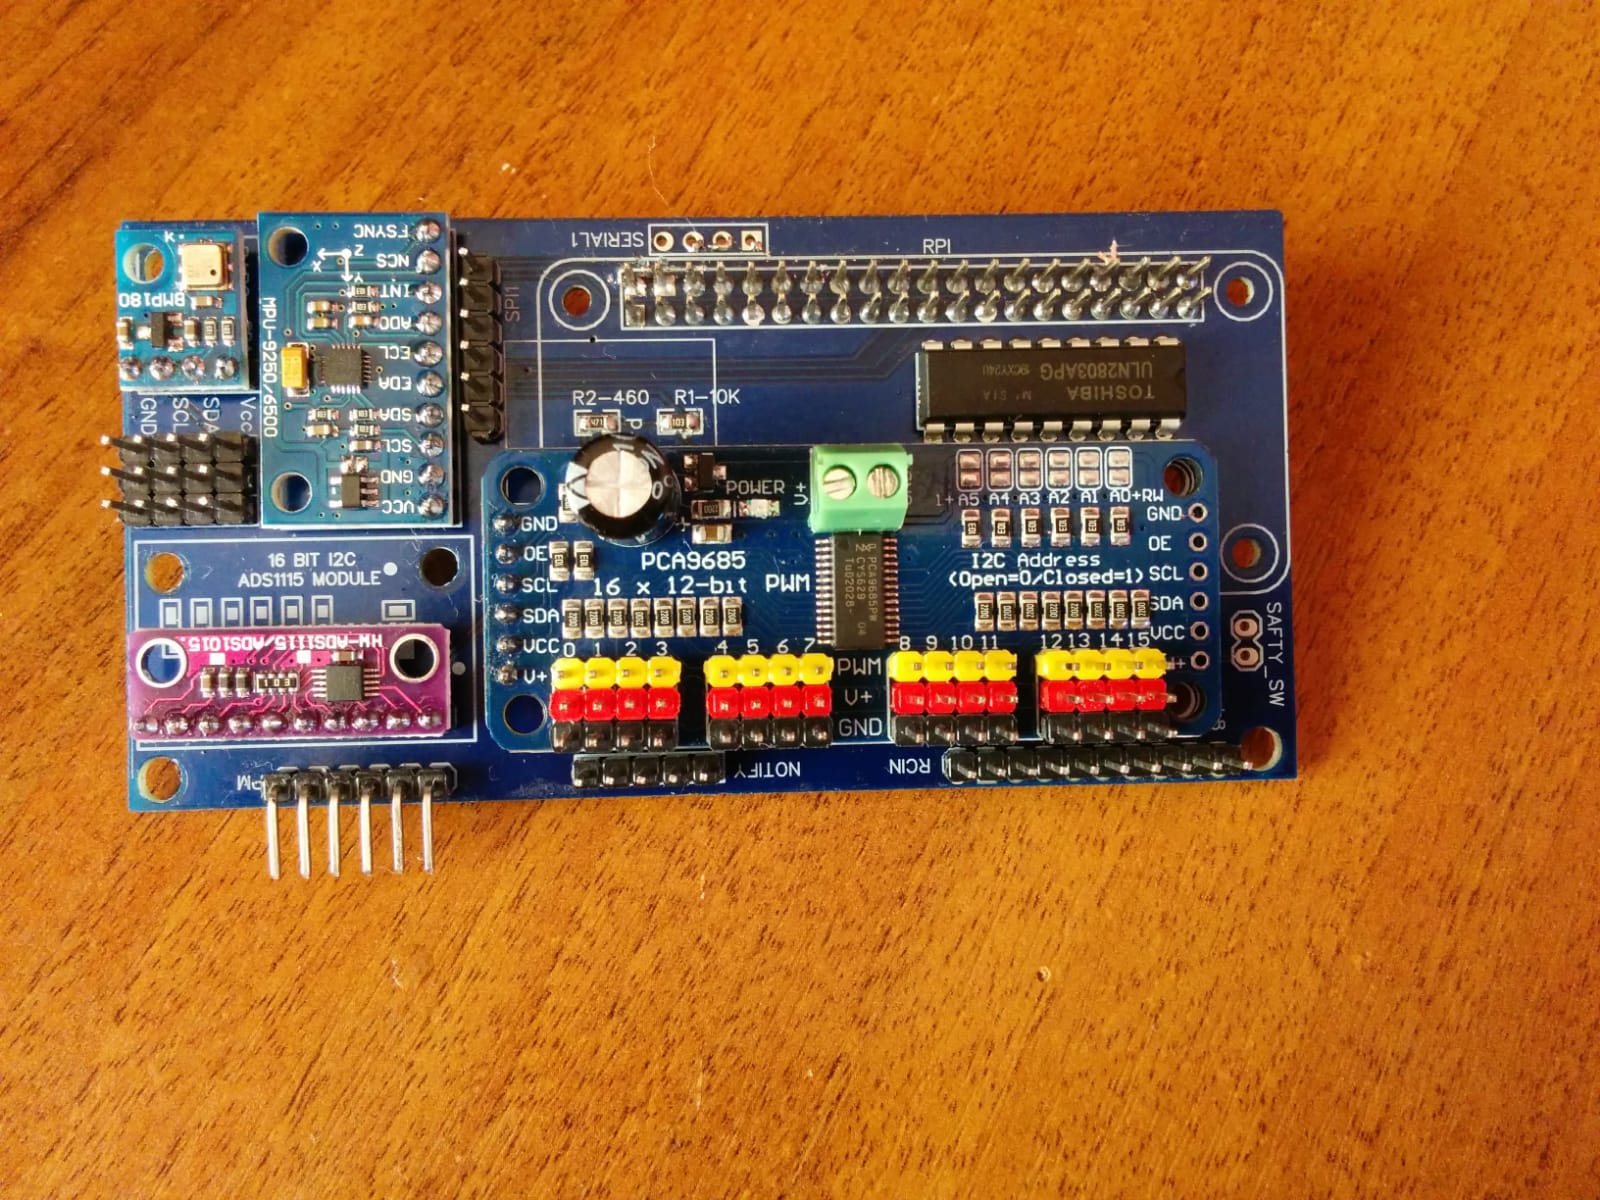 SERIAL1
RPI
K
BMP180
X
Z
Y
FSYNC
NCS
INT
ADO
ECL
EDA
SDA
SCL
GND
VCC
MPU-9250/6500
SPI1
GND
SCL
SDA
Vcc
R2-460
R1-10K
471
103
TOSHIBA
ULN2803APG
POWER
V+
A5
A4
A3
A2
A1
A0
GND
OE
SCL
SDA
VCC
V+
PCA9685
16 x 12-bit PWM
NXP
PCA9685PW
I2C Address
(Open=0/Closed=1)
GND
OE
SCL
SDA
VCC
0 1 2 3 4 5 6 7 8 9 10 11 12 13 14 15
PWM
V+
GND
16 BIT I2C
ADS1115 MODULE
HW-ADS1115/ADS1015
SAFTY_SW
NOTIFY
RCIN